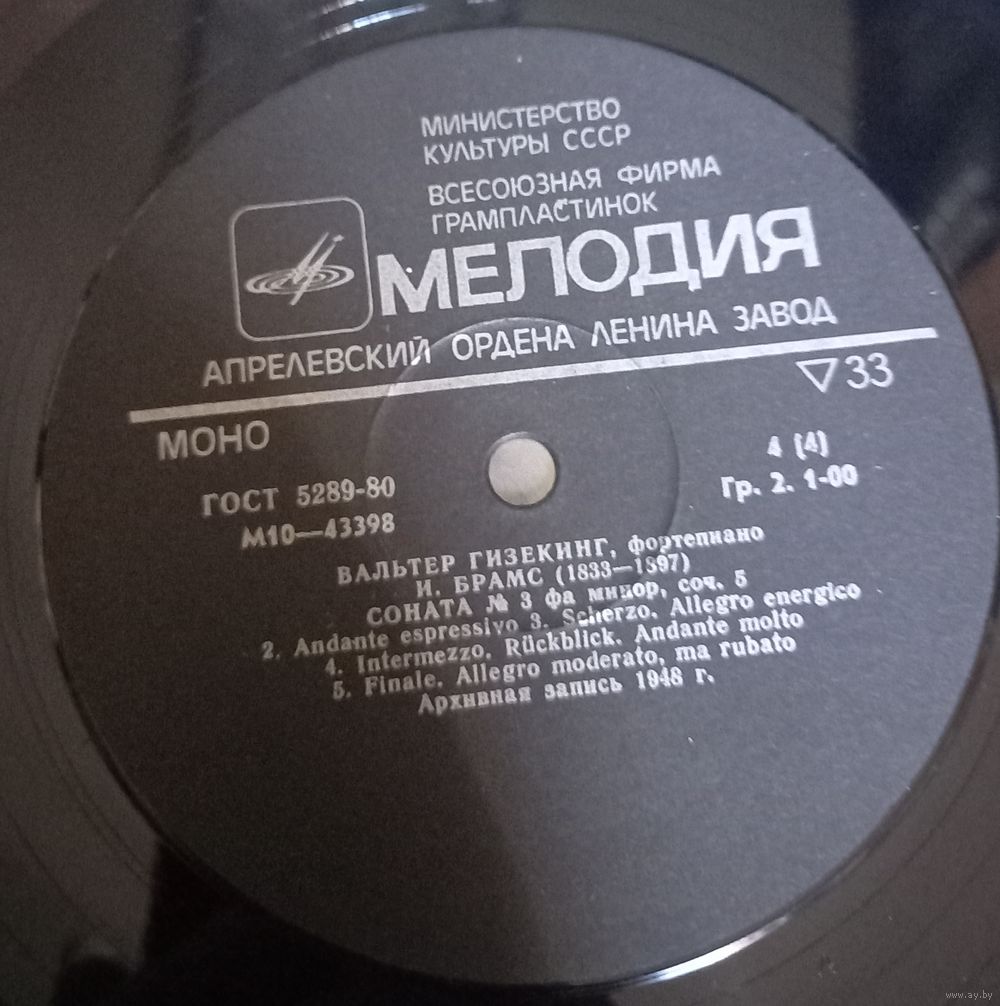 МИНИСТЕРСТВО
КУЛЬТУРЫ СССР
ВСЕСОЮЗНАЯ ФИРМА
ГРАМПЛАСТИНОК
МЕЛОДИЯ
АПРЕЛЕВСКИЙ ОРДЕНА ЛЕНИНА ЗАВОД
▽33
МОНО
4 (4)
ГОСТ 5289-80
Гр. 2. 1-00
М10—43398
ВАЛЬТЕР ГИЗЕКИНГ, фортепиано
И. БРАМС (1833—1897)
СОНАТА № 3 фа минор, соч. 5
2. Andante espressivo 3. Scherzo. Allegro energico
4. Intermezzo. Rückblick. Andante molto
5. Finale. Allegro moderato, ma rubato
Архивная запись 1948 г.
www.ay.by